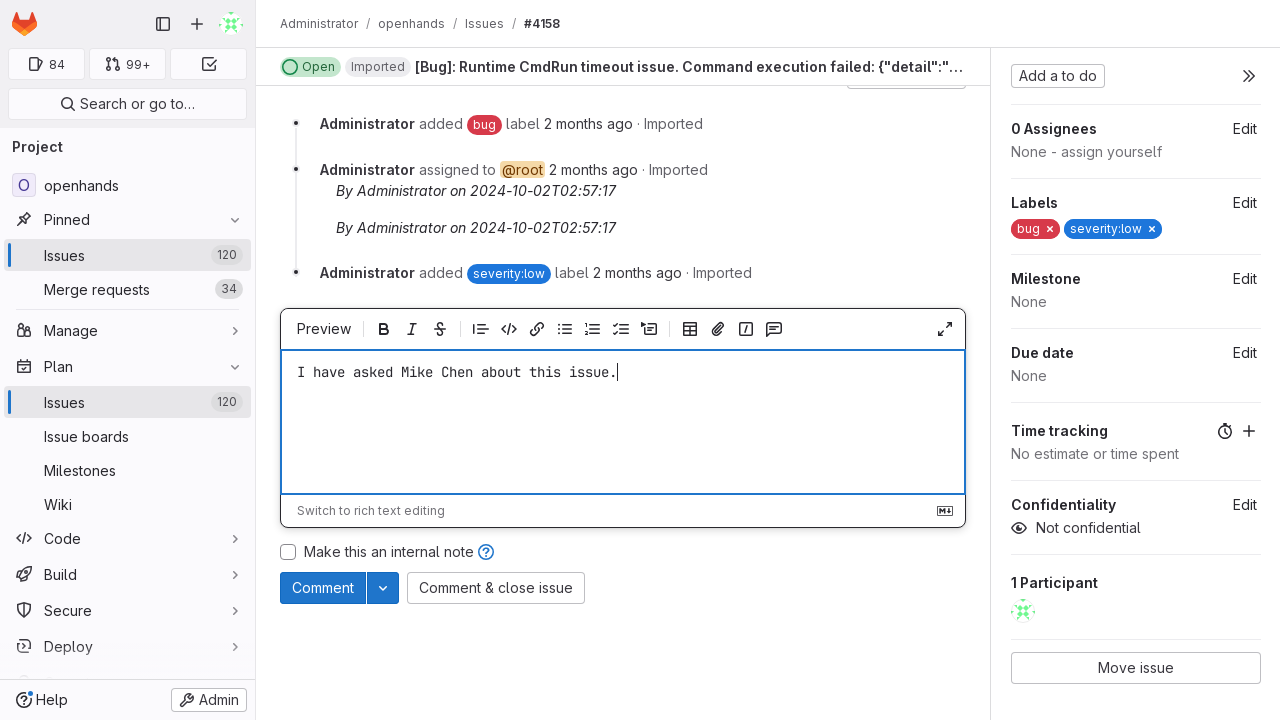 Administrator / openhands / Issues / #4158
84
99+
Search or go to…
Project
O openhands
Pinned
Issues 120
Merge requests 34
Manage
Plan
Issues 120
Issue boards
Milestones
Wiki
Code
Build
Secure
Deploy
Help
Admin
Open Imported [Bug]: Runtime CmdRun timeout issue. Command execution failed: {"detail":"…
Administrator added bug label 2 months ago · Imported
Administrator assigned to @root 2 months ago · Imported
By Administrator on 2024-10-02T02:57:17
By Administrator on 2024-10-02T02:57:17
Administrator added severity:low label 2 months ago · Imported
Preview
I have asked Mike Chen about this issue.
Switch to rich text editing
Make this an internal note
Comment
Comment & close issue
Add a to do
0 Assignees Edit
None - assign yourself
Labels Edit
bug × severity:low ×
Milestone Edit
None
Due date Edit
None
Time tracking
No estimate or time spent
Confidentiality Edit
Not confidential
1 Participant
Move issue